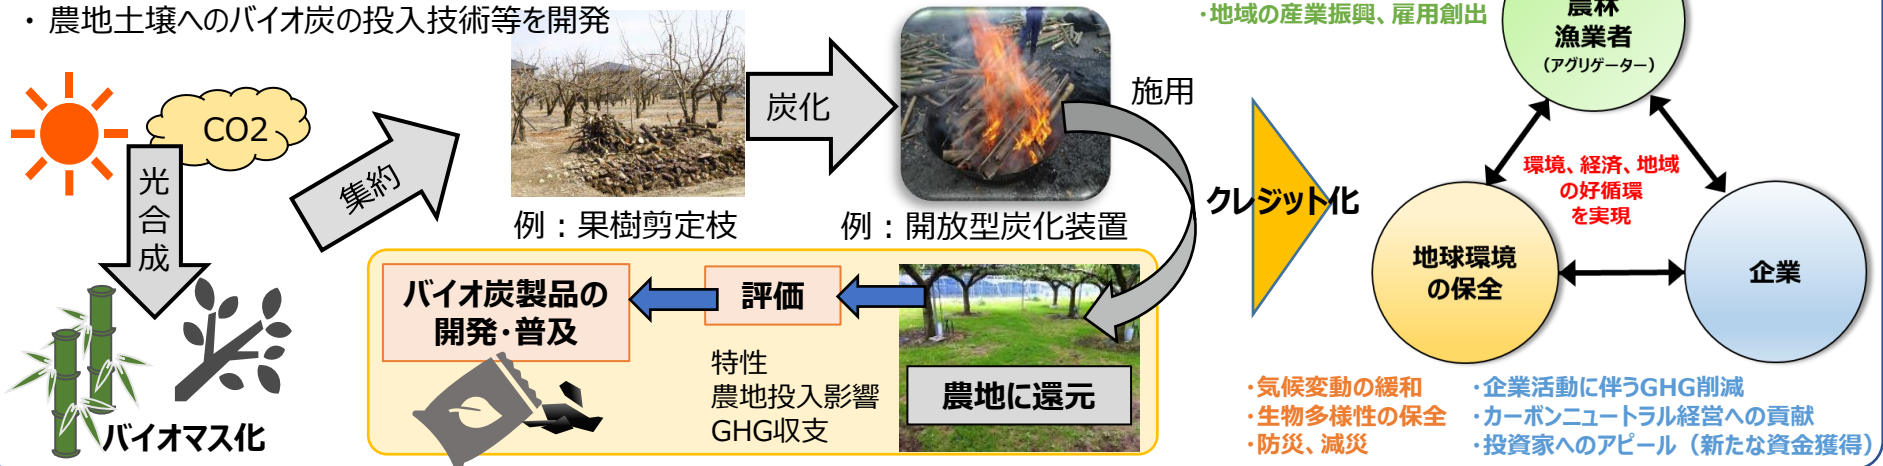 ・ 農地土壌へのバイオ炭の投入技術等を開発
・地域の産業振興、雇用創出
農林
漁業者
（アグリゲーター）
CO2
光合成
集約
炭化
施用
例：果樹剪定枝
例：開放型炭化装置
クレジット化
環境、経済、地域
の好循環
を実現
地球環境
の保全
企業
バイオ炭製品の
開発・普及
評価
特性
農地投入影響
GHG収支
農地に還元
バイオマス化
・気候変動の緩和
・生物多様性の保全
・防災、減災
・企業活動に伴うGHG削減
・カーボンニュートラル経営への貢献
・投資家へのアピール（新たな資金獲得）